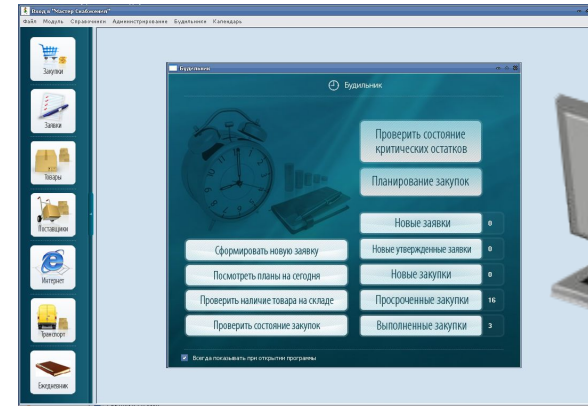 Вход в "Мастер Снабжения"
Файл Модуль Справочники Администрирование Будильники Календарь
Закупки
Заявки
Товары
Поставщики
Интернет
Транспорт
Ежедневник
Будильник
Будильник
Проверить состояние
критических остатков
Планирование закупок
Новые заявки 0
Сформировать новую заявку
Новые утвержденные заявки 0
Посмотреть планы на сегодня
Новые закупки 0
Проверить наличие товара на складе
Просроченные закупки 16
Проверить состояние закупок
Выполненные закупки 3
Всегда показывать при открытии программы